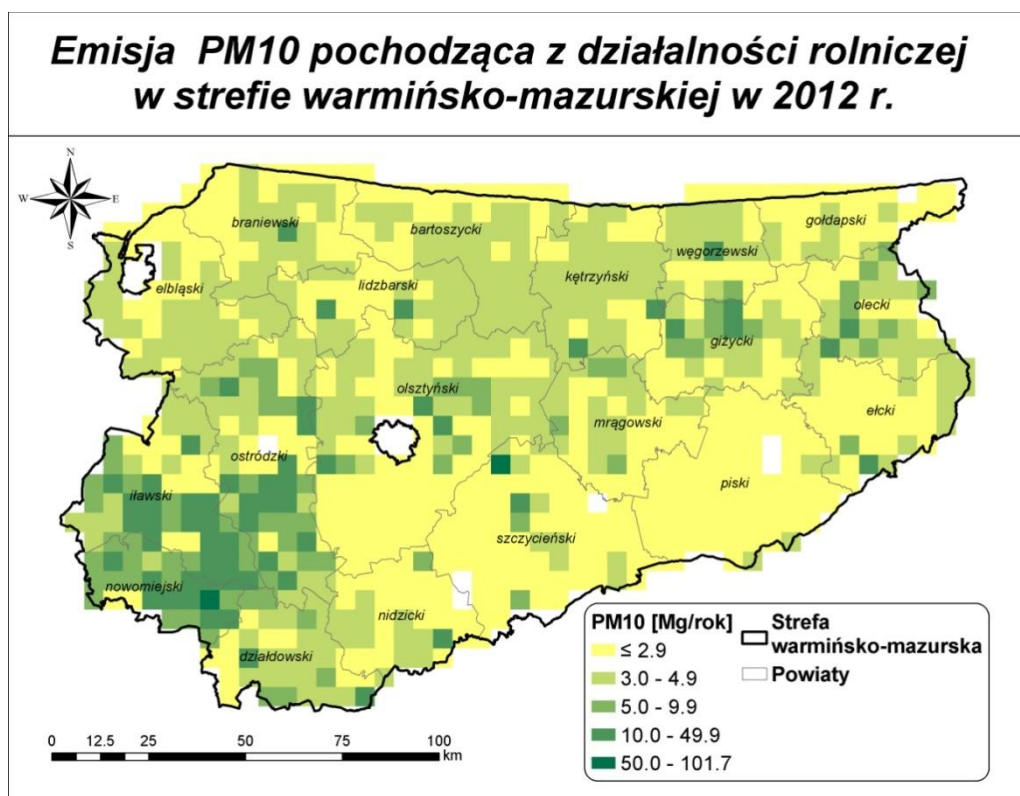 Emisja PM10 pochodząca z działalności rolniczej
w strefie warmińsko-mazurskiej w 2012 r.
N
W E
S
braniewski
bartoszycki
gołdapski
węgorzewski
kętrzyński
elbląski
lidzbarski
olecki
giżycki
olsztyński
ełcki
mrągowski
ostródzki
piski
iławski
szczycieński
nowomiejski
nidzicki
działdowski
PM10 [Mg/rok]
≤ 2.9
3.0 - 4.9
5.0 - 9.9
10.0 - 49.9
50.0 - 101.7
Strefa
warmińsko-mazurska
Powiaty
0 12.5 25 50 75 100
km